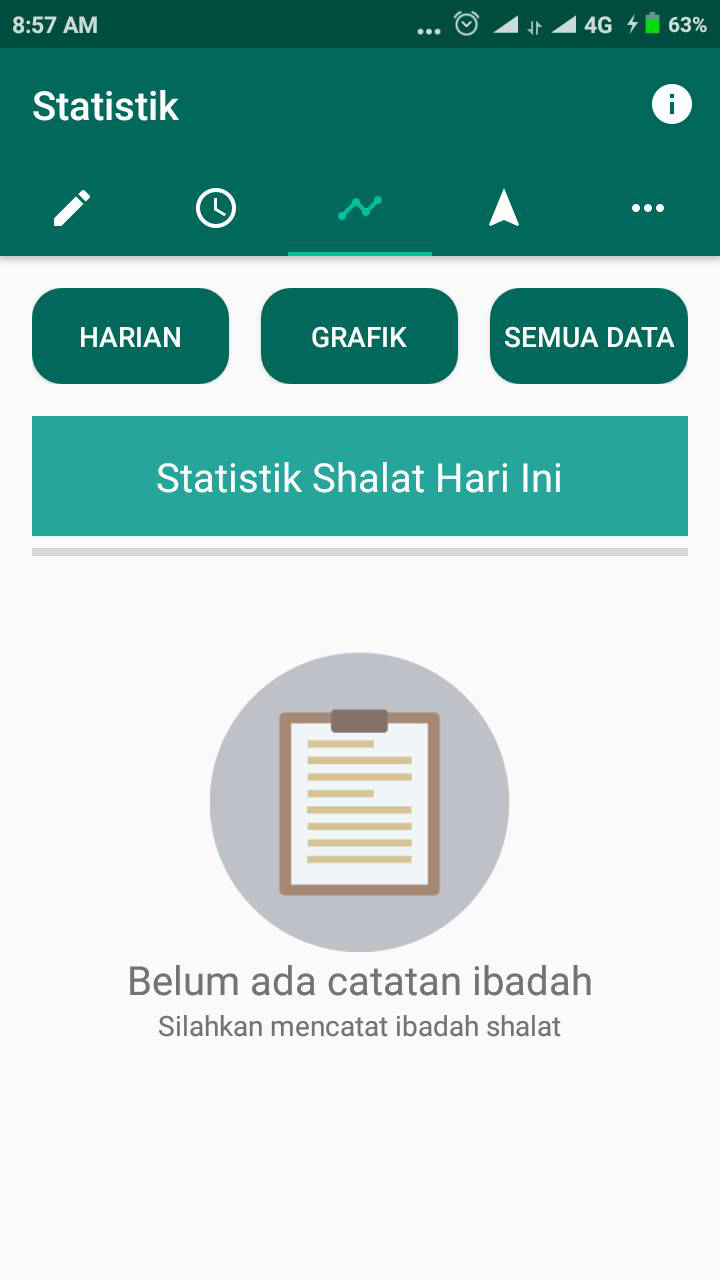 8:57 AM
4G
63%
Statistik
HARIAN
GRAFIK
SEMUA DATA
Statistik Shalat Hari Ini
Belum ada catatan ibadah
Silahkan mencatat ibadah shalat